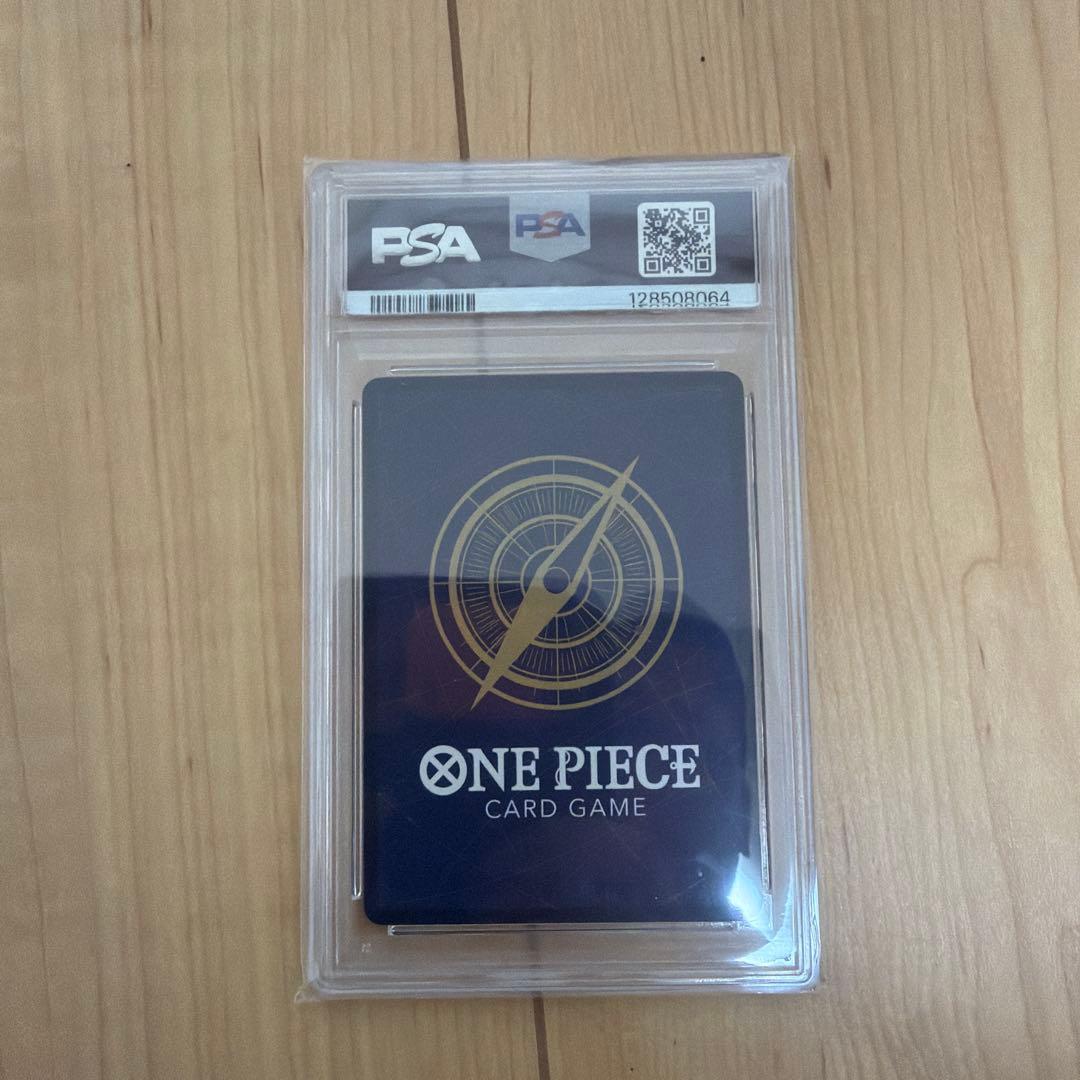 PSA
PSA
128508064
ONE PIECE
CARD GAME